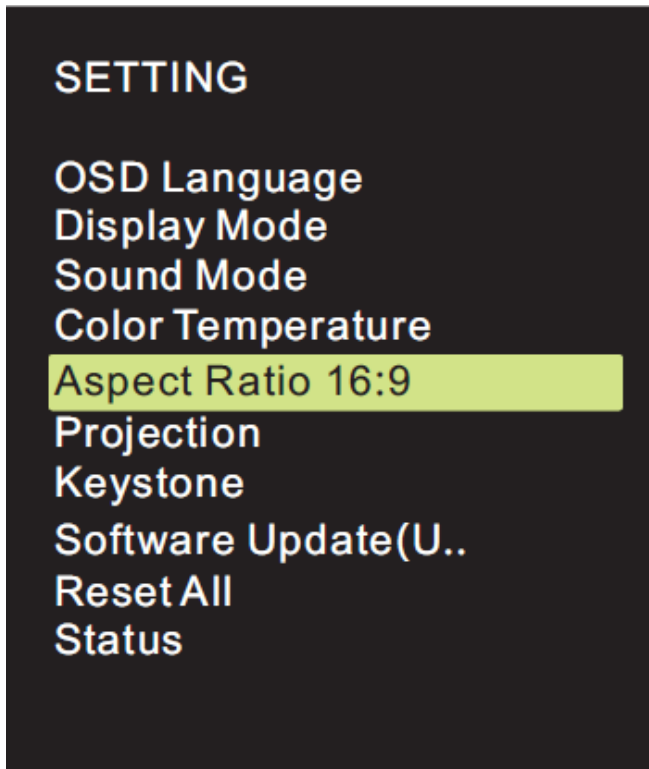 SETTING
OSD Language
Display Mode
Sound Mode
Color Temperature
Aspect Ratio 16:9
Projection
Keystone
Software Update(U..
Reset All
Status